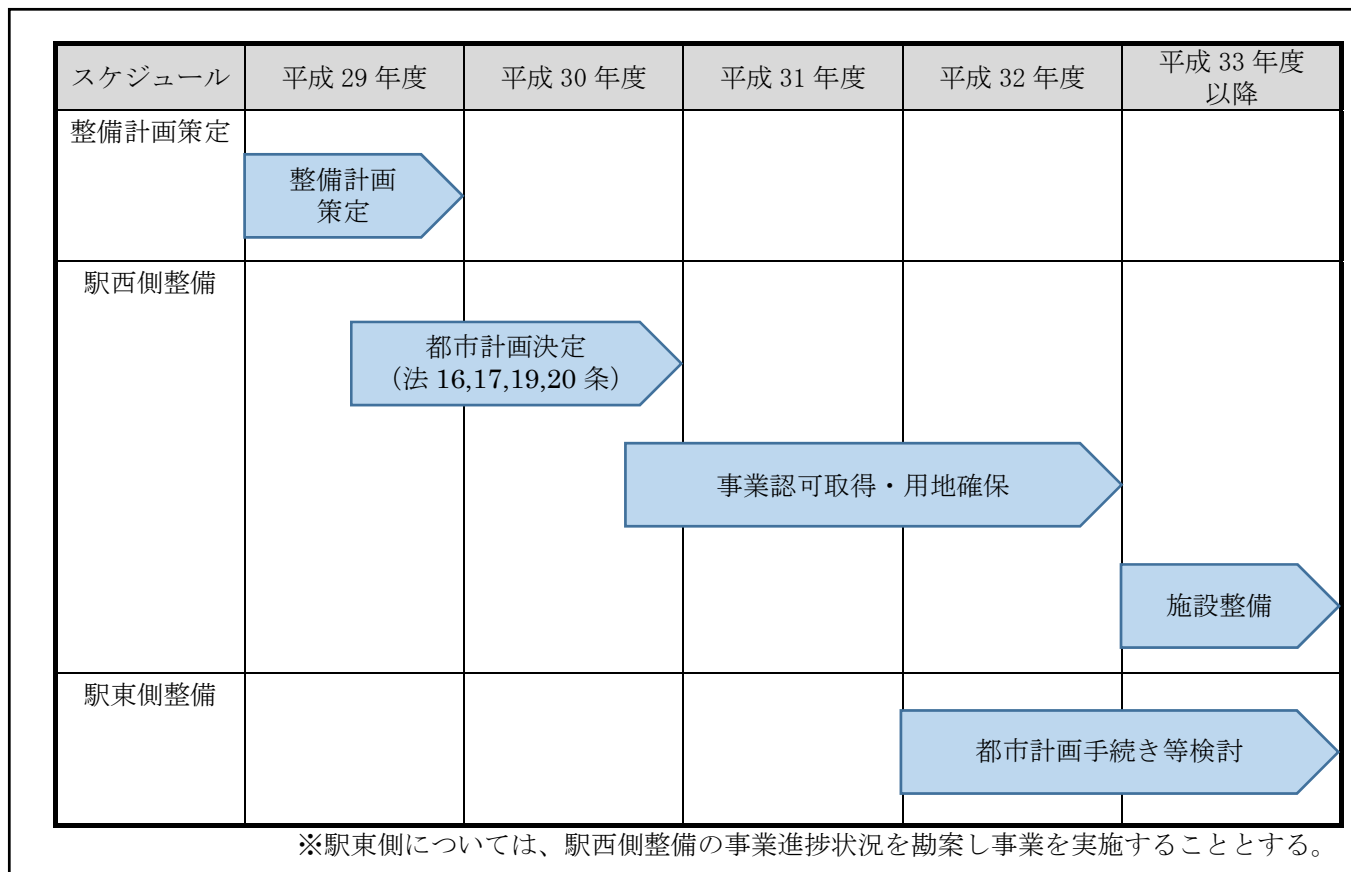 スケジュール
平成 29 年度
平成 30 年度
平成 31 年度
平成 32 年度
平成 33 年度
以降
整備計画策定
整備計画
策定
駅西側整備
都市計画決定
(法 16,17,19,20 条)
事業認可取得・用地確保
施設整備
駅東側整備
都市計画手続き等検討
※駅東側については、駅西側整備の事業進捗状況を勘案し事業を実施することとする。